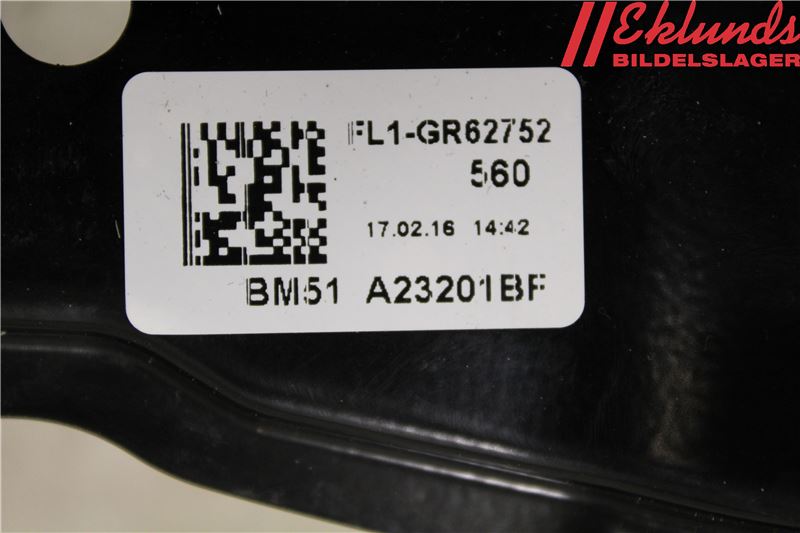 Eklunds
BILDELSLAGER
FL1-GR62752
560
17.02.16 14:42
BM51 A23201BF